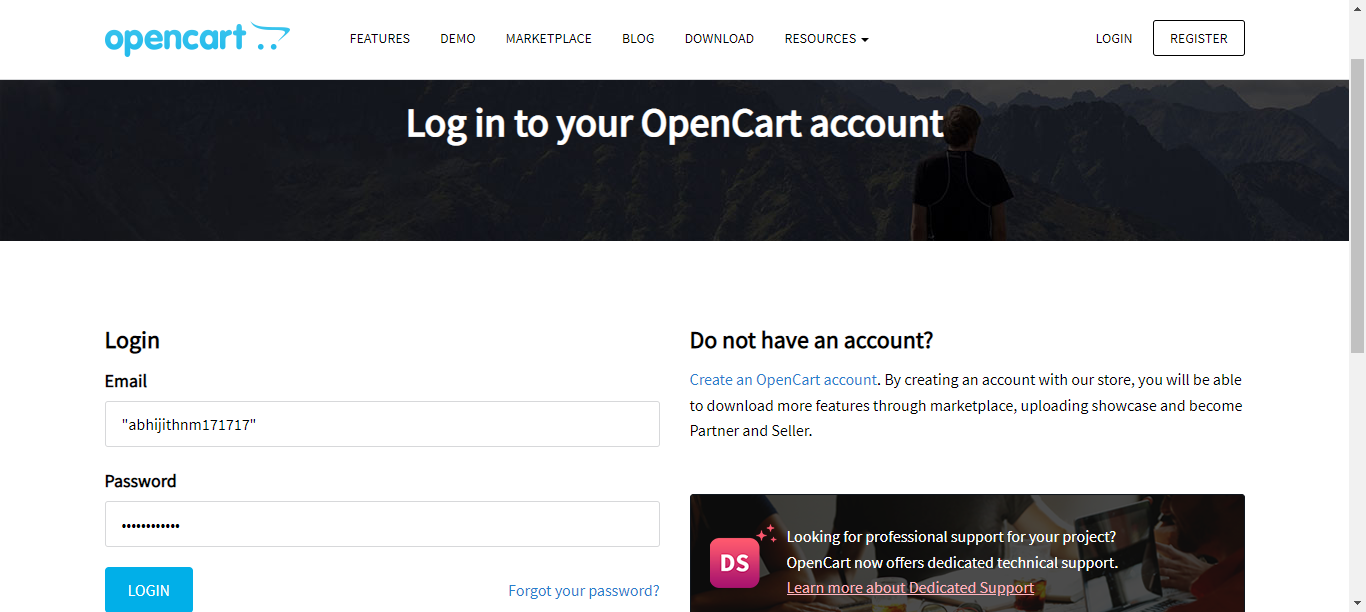 opencart
FEATURES DEMO MARKETPLACE BLOG DOWNLOAD RESOURCES LOGIN REGISTER
Log in to your OpenCart account
Login
Email
"abhijithnm171717"
Password
••••••••••••
LOGIN
Forgot your password?
Do not have an account?
Create an OpenCart account. By creating an account with our store, you will be able
to download more features through marketplace, uploading showcase and become
Partner and Seller.
DS
Looking for professional support for your project?
OpenCart now offers dedicated technical support.
Learn more about Dedicated Support